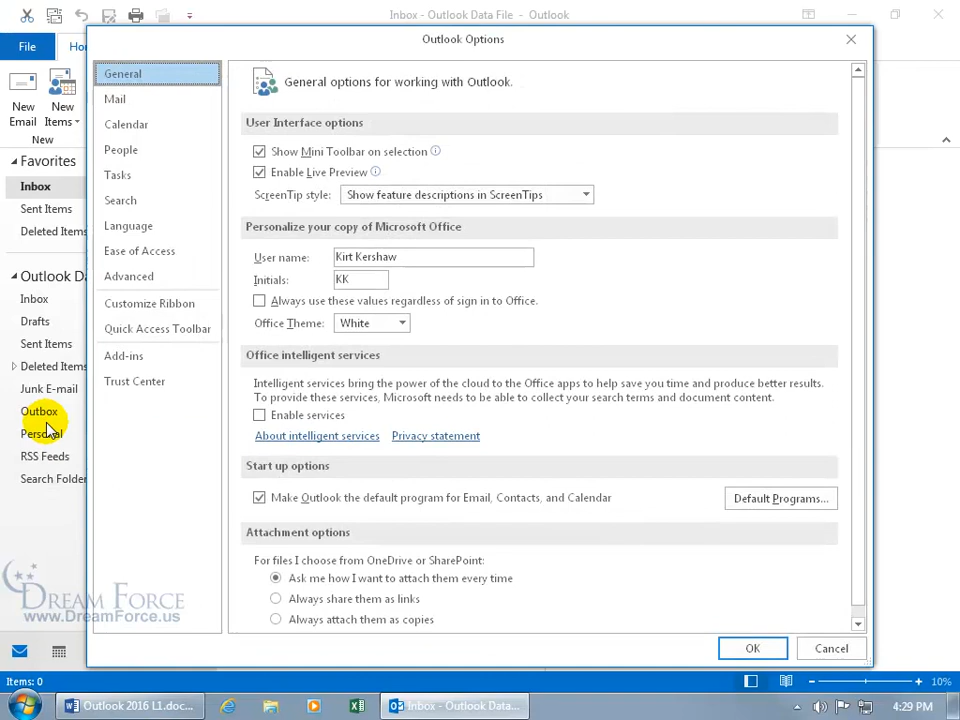 Inbox - Outlook Data File - Outlook
File
Ho
New Email
New Items
New
Favorites
Inbox
Sent Items
Deleted Items
Outlook Da
Inbox
Drafts
Sent Items
Deleted Items
Junk E-mail
Outbox
Personal
RSS Feeds
Search Folder
Outlook Options
General
Mail
Calendar
People
Tasks
Search
Language
Ease of Access
Advanced
Customize Ribbon
Quick Access Toolbar
Add-ins
Trust Center
General options for working with Outlook.
User Interface options
Show Mini Toolbar on selection
Enable Live Preview
ScreenTip style: Show feature descriptions in ScreenTips
Personalize your copy of Microsoft Office
User name: Kirt Kershaw
Initials: KK
Always use these values regardless of sign in to Office.
Office Theme: White
Office intelligent services
Intelligent services bring the power of the cloud to the Office apps to help save you time and produce better results.
To provide these services, Microsoft needs to be able to collect your search terms and document content.
Enable services
About intelligent services Privacy statement
Start up options
Make Outlook the default program for Email, Contacts, and Calendar
Default Programs...
Attachment options
For files I choose from OneDrive or SharePoint:
Ask me how I want to attach them every time
Always share them as links
Always attach them as copies
OK Cancel
DREAM FORCE
www.DreamForce.us
Items: 0
10%
Outlook 2016 L1.doc...
Inbox - Outlook Data...
4:29 PM